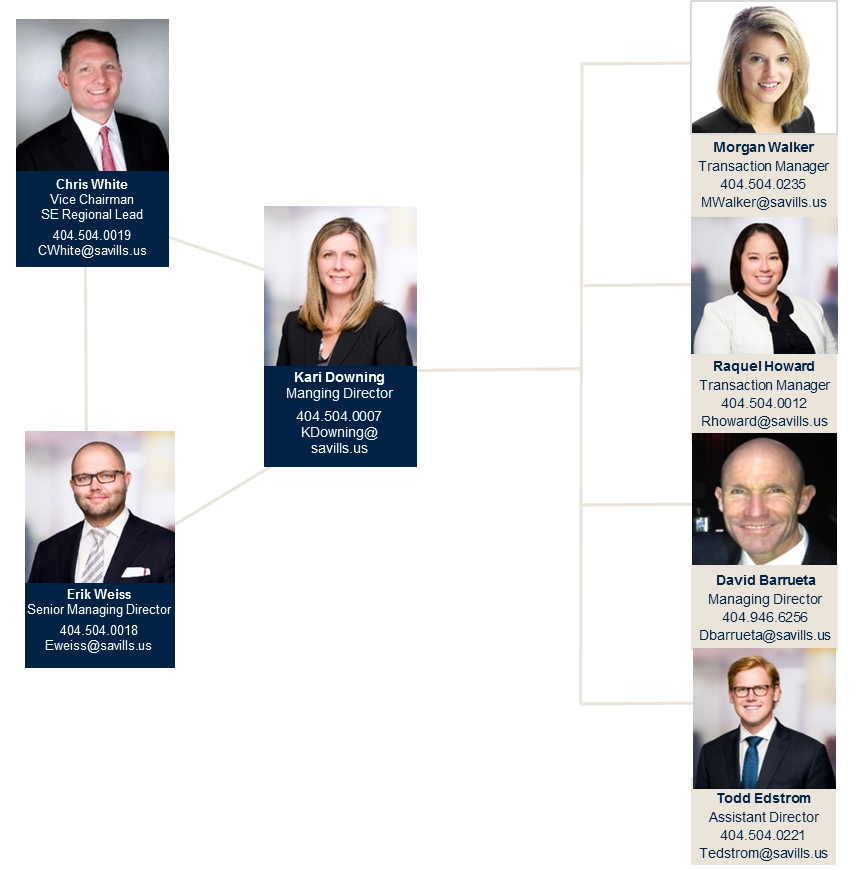 Chris White
Vice Chairman
SE Regional Lead
404.504.0019
CWhite@savills.us
Erik Weiss
Senior Managing Director
404.504.0018
Eweiss@savills.us
Kari Downing
Manging Director
404.504.0007
KDowning@
savills.us
Morgan Walker
Transaction Manager
404.504.0235
MWalker@savills.us
Raquel Howard
Transaction Manager
404.504.0012
Rhoward@savills.us
David Barrueta
Managing Director
404.946.6256
Dbarrueta@savills.us
Todd Edstrom
Assistant Director
404.504.0221
Tedstrom@savills.us